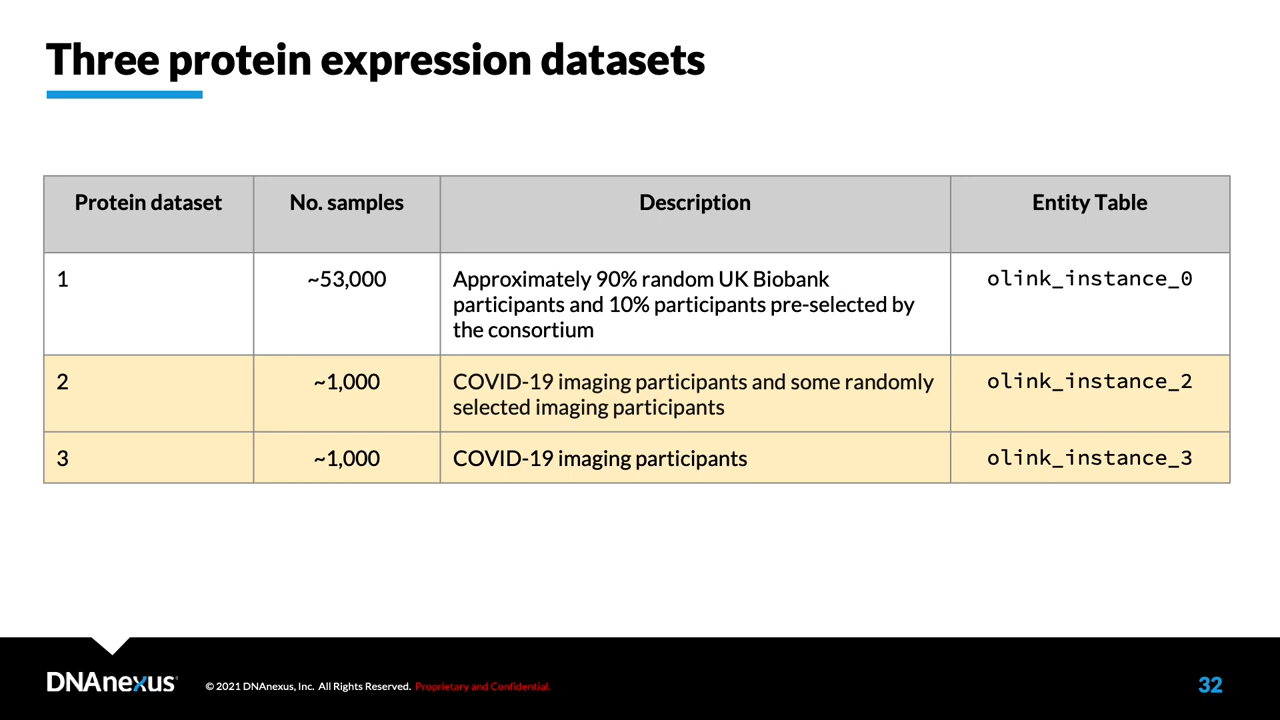 Three protein expression datasets
Protein dataset
No. samples
Description
Entity Table
1
~53,000
Approximately 90% random UK Biobank
participants and 10% participants pre-selected by
the consortium
olink_instance_0
2
~1,000
COVID-19 imaging participants and some randomly
selected imaging participants
olink_instance_2
3
~1,000
COVID-19 imaging participants
olink_instance_3
DNAnexus
© 2021 DNAnexus, Inc. All Rights Reserved. Proprietary and Confidential.
32